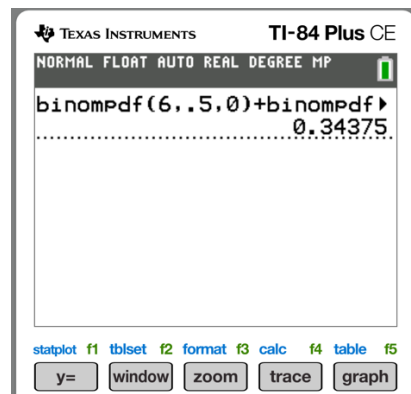 TEXAS INSTRUMENTS TI-84 Plus CE
NORMAL FLOAT AUTO REAL DEGREE MP
binompdf(6,.5,0)+binompdf▶
0.34375
statplot f1 tblset f2 format f3 calc f4 table f5
y= window zoom trace graph